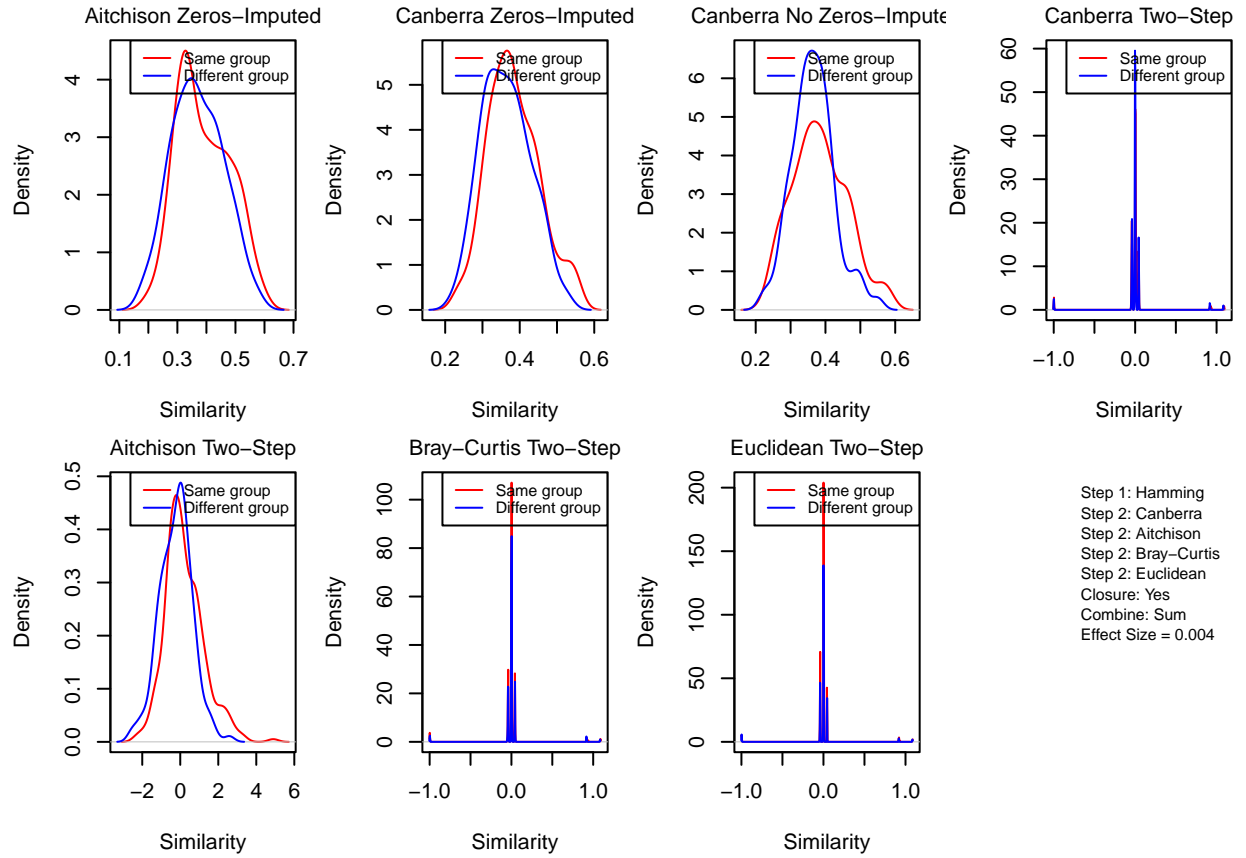 Aitchison Zeros−Imputed
Same group
Different group
Density
0
1
2
3
4
0.1
0.3
0.5
0.7
Similarity
Canberra Zeros−Imputed
Same group
Different group
Density
0
1
2
3
4
5
0.2
0.4
0.6
Similarity
Canberra No Zeros−Impute
Same group
Different group
Density
0
1
2
3
4
5
6
0.2
0.4
0.6
Similarity
Canberra Two−Step
Same group
Different group
Density
0
10
20
30
40
50
60
−1.0
0.0
1.0
Similarity
Aitchison Two−Step
Same group
Different group
Density
0.0
0.1
0.2
0.3
0.4
0.5
−2
0
2
4
6
Similarity
Bray−Curtis Two−Step
Same group
Different group
Density
0
20
40
60
80
100
−1.0
0.0
1.0
Similarity
Euclidean Two−Step
Same group
Different group
Density
0
50
100
150
200
−1.0
0.0
1.0
Similarity
Step 1: Hamming
Step 2: Canberra
Step 2: Aitchison
Step 2: Bray−Curtis
Step 2: Euclidean
Closure: Yes
Combine: Sum
Effect Size = 0.004